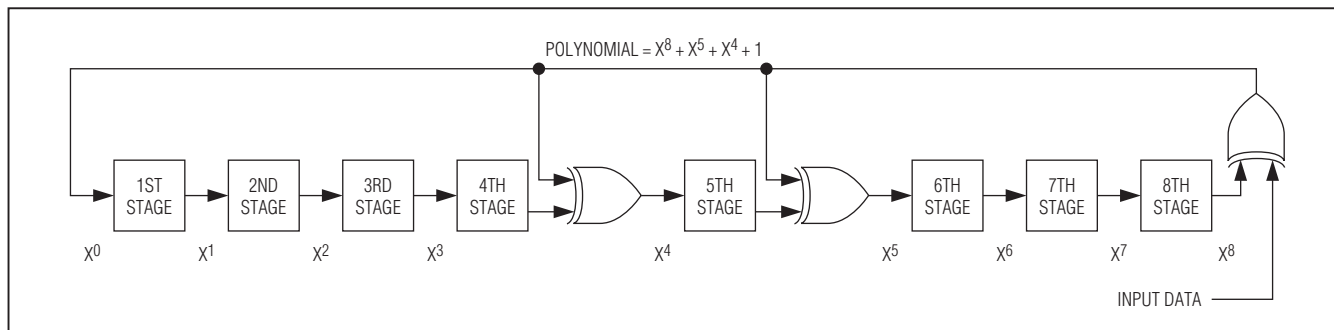 POLYNOMIAL = X⁸ + X⁵ + X⁴ + 1
1ST
STAGE
2ND
STAGE
3RD
STAGE
4TH
STAGE
5TH
STAGE
6TH
STAGE
7TH
STAGE
8TH
STAGE
X⁰
X¹
X²
X³
X⁴
X⁵
X⁶
X⁷
X⁸
INPUT DATA